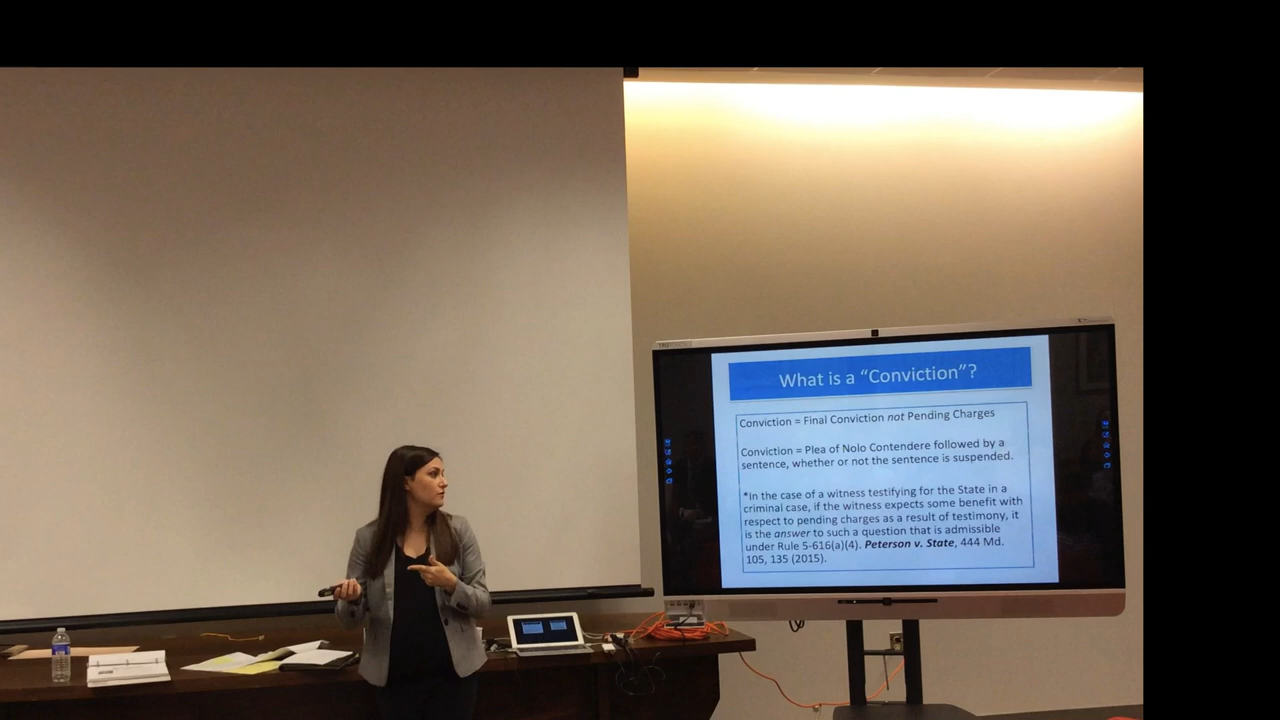 What is a “Conviction”?
Conviction = Final Conviction not Pending Charges
Conviction = Plea of Nolo Contendere followed by a
sentence, whether or not the sentence is suspended.
*In the case of a witness testifying for the State in a
criminal case, if the witness expects some benefit with
respect to pending charges as a result of testimony, it
is the answer to such a question that is admissible
under Rule 5-616(a)(4). Peterson v. State, 444 Md.
105, 135 (2015).